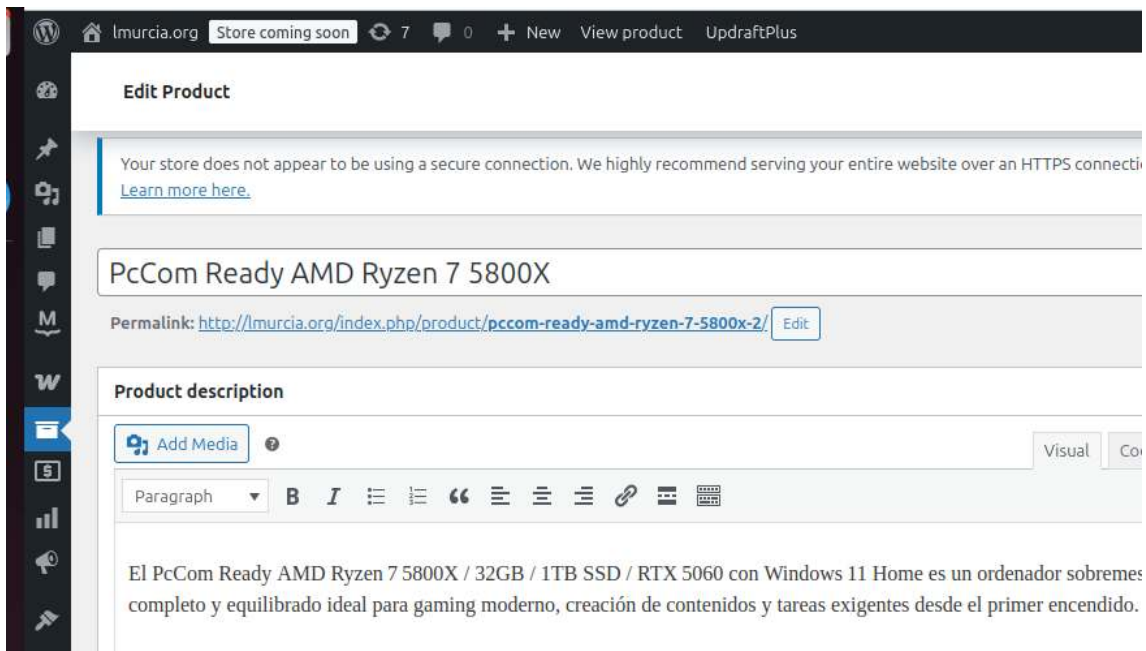 lmurcia.org Store coming soon 7 0 New View product UpdraftPlus
Edit Product
Your store does not appear to be using a secure connection. We highly recommend serving your entire website over an HTTPS connecti
Learn more here.
PcCom Ready AMD Ryzen 7 5800X
Permalink: http://lmurcia.org/index.php/product/pccom-ready-amd-ryzen-7-5800x-2/ Edit
Product description
Add Media
Visual Co
Paragraph B I
El PcCom Ready AMD Ryzen 7 5800X / 32GB / 1TB SSD / RTX 5060 con Windows 11 Home es un ordenador sobremes
completo y equilibrado ideal para gaming moderno, creación de contenidos y tareas exigentes desde el primer encendido.